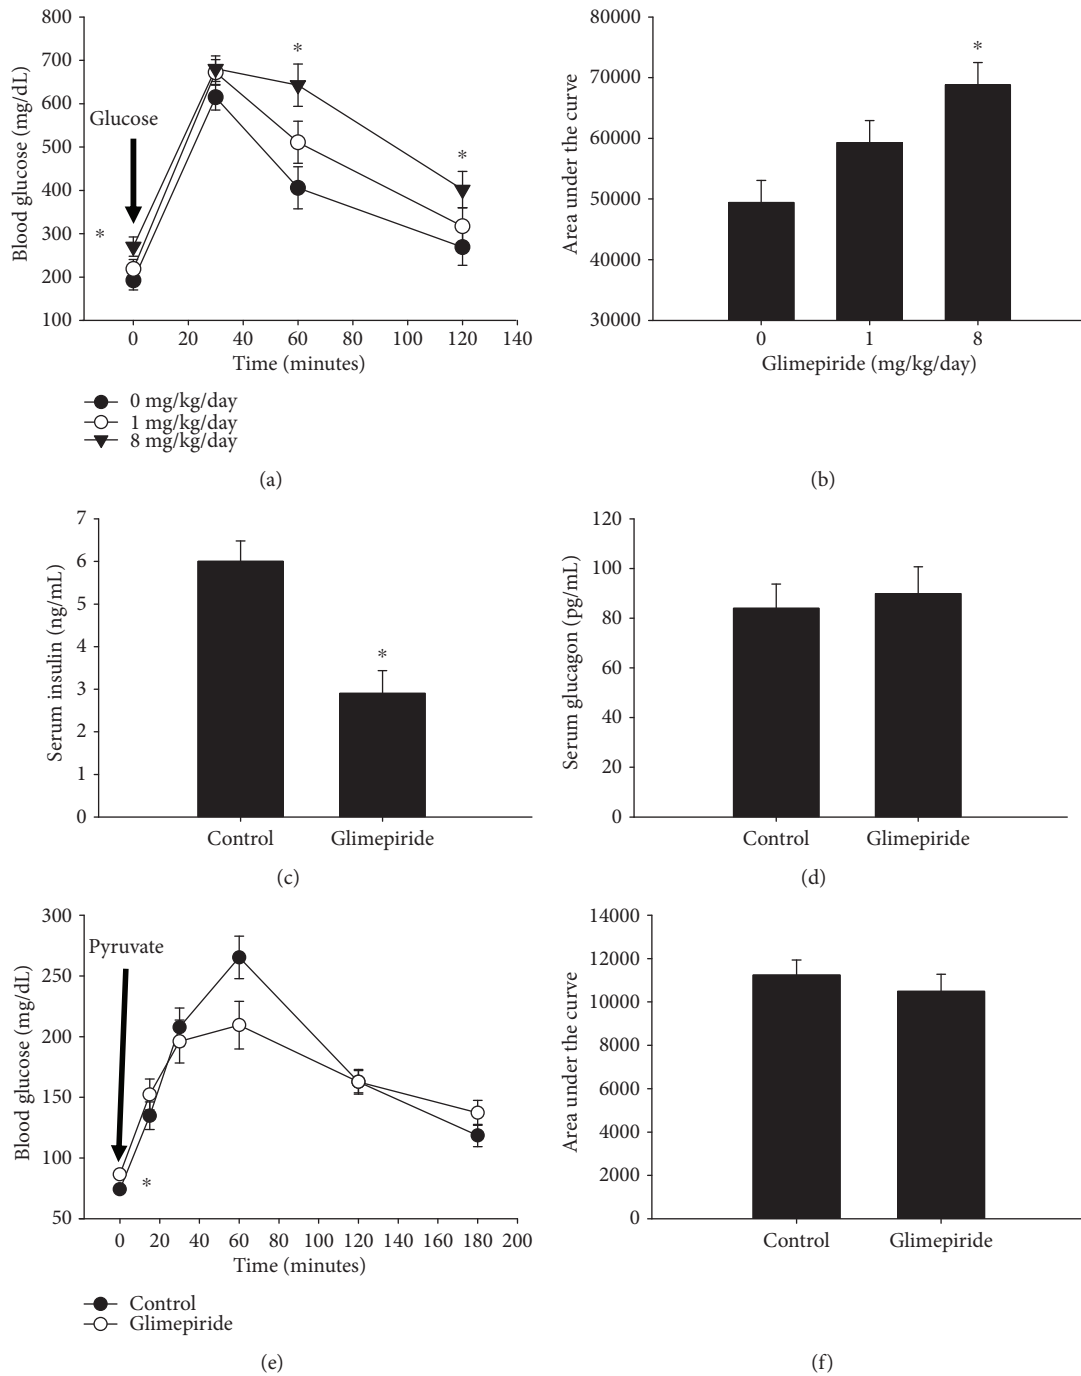 800
700
600
500
400
300
200
100
Blood glucose (mg/dL)
Glucose
*
*
*
0 20 40 60 80 100 120 140
Time (minutes)
0 mg/kg/day
1 mg/kg/day
8 mg/kg/day
(a)
80000
70000
60000
50000
40000
30000
Area under the curve
*
0 1 8
Glimepiride (mg/kg/day)
(b)
7
6
5
4
3
2
1
0
Serum insulin (ng/mL)
*
Control Glimepiride
(c)
120
100
80
60
40
20
0
Serum glucagon (pg/mL)
Control Glimepiride
(d)
300
250
200
150
100
50
Blood glucose (mg/dL)
Pyruvate
*
0 20 40 60 80 100 120 140 160 180 200
Time (minutes)
Control
Glimepiride
(e)
14000
12000
10000
8000
6000
4000
2000
0
Area under the curve
Control Glimepiride
(f)